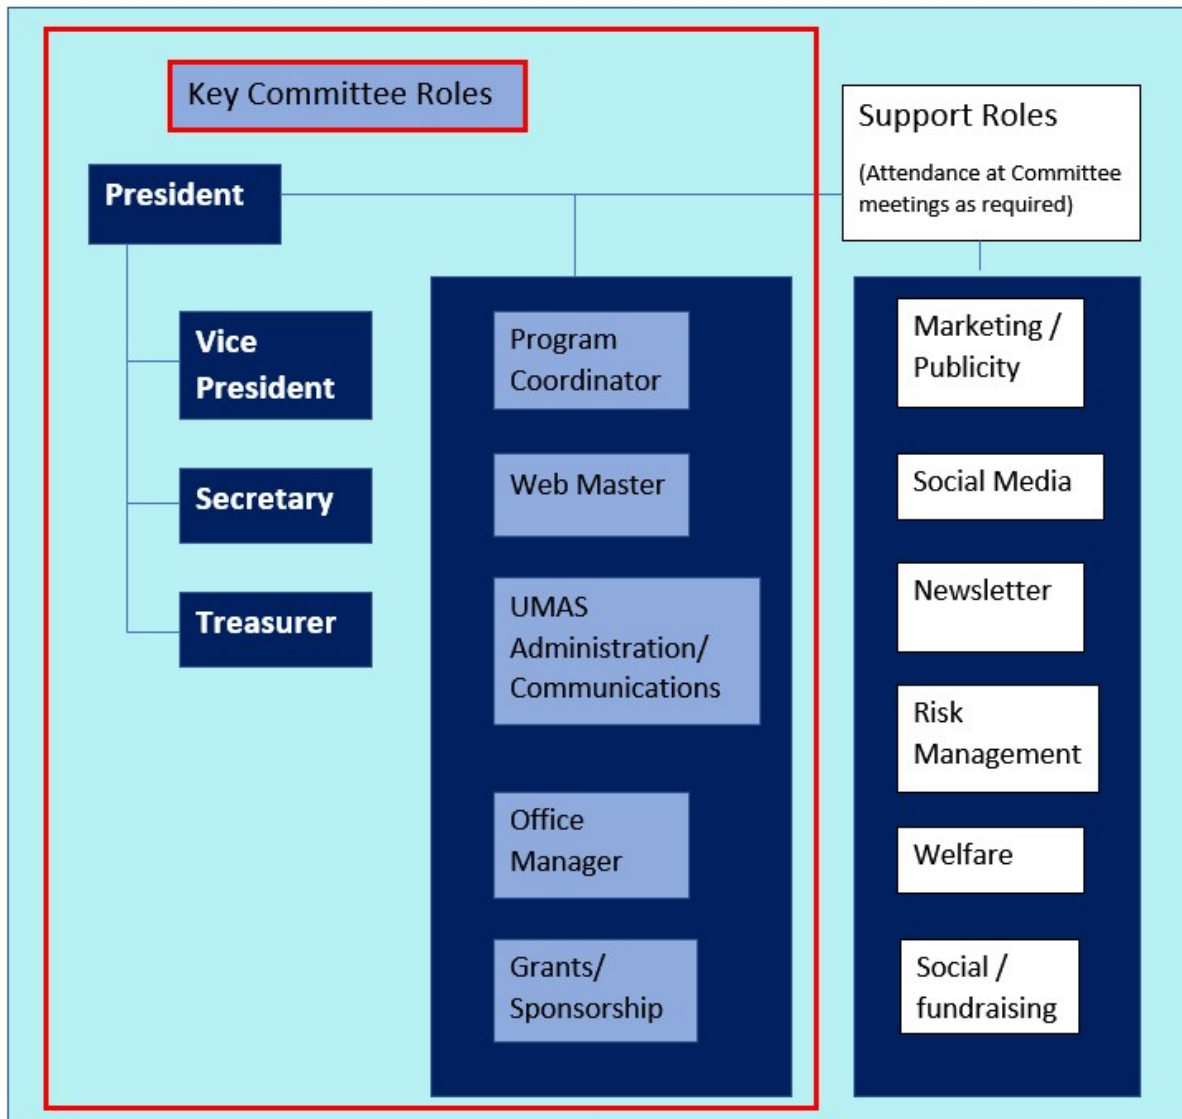 Key Committee Roles
President
Vice
President
Secretary
Treasurer
Program
Coordinator
Web Master
UMAS
Administration/
Communications
Office
Manager
Grants/
Sponsorship
Support Roles
(Attendance at Committee
meetings as required)
Marketing /
Publicity
Social Media
Newsletter
Risk
Management
Welfare
Social /
fundraising